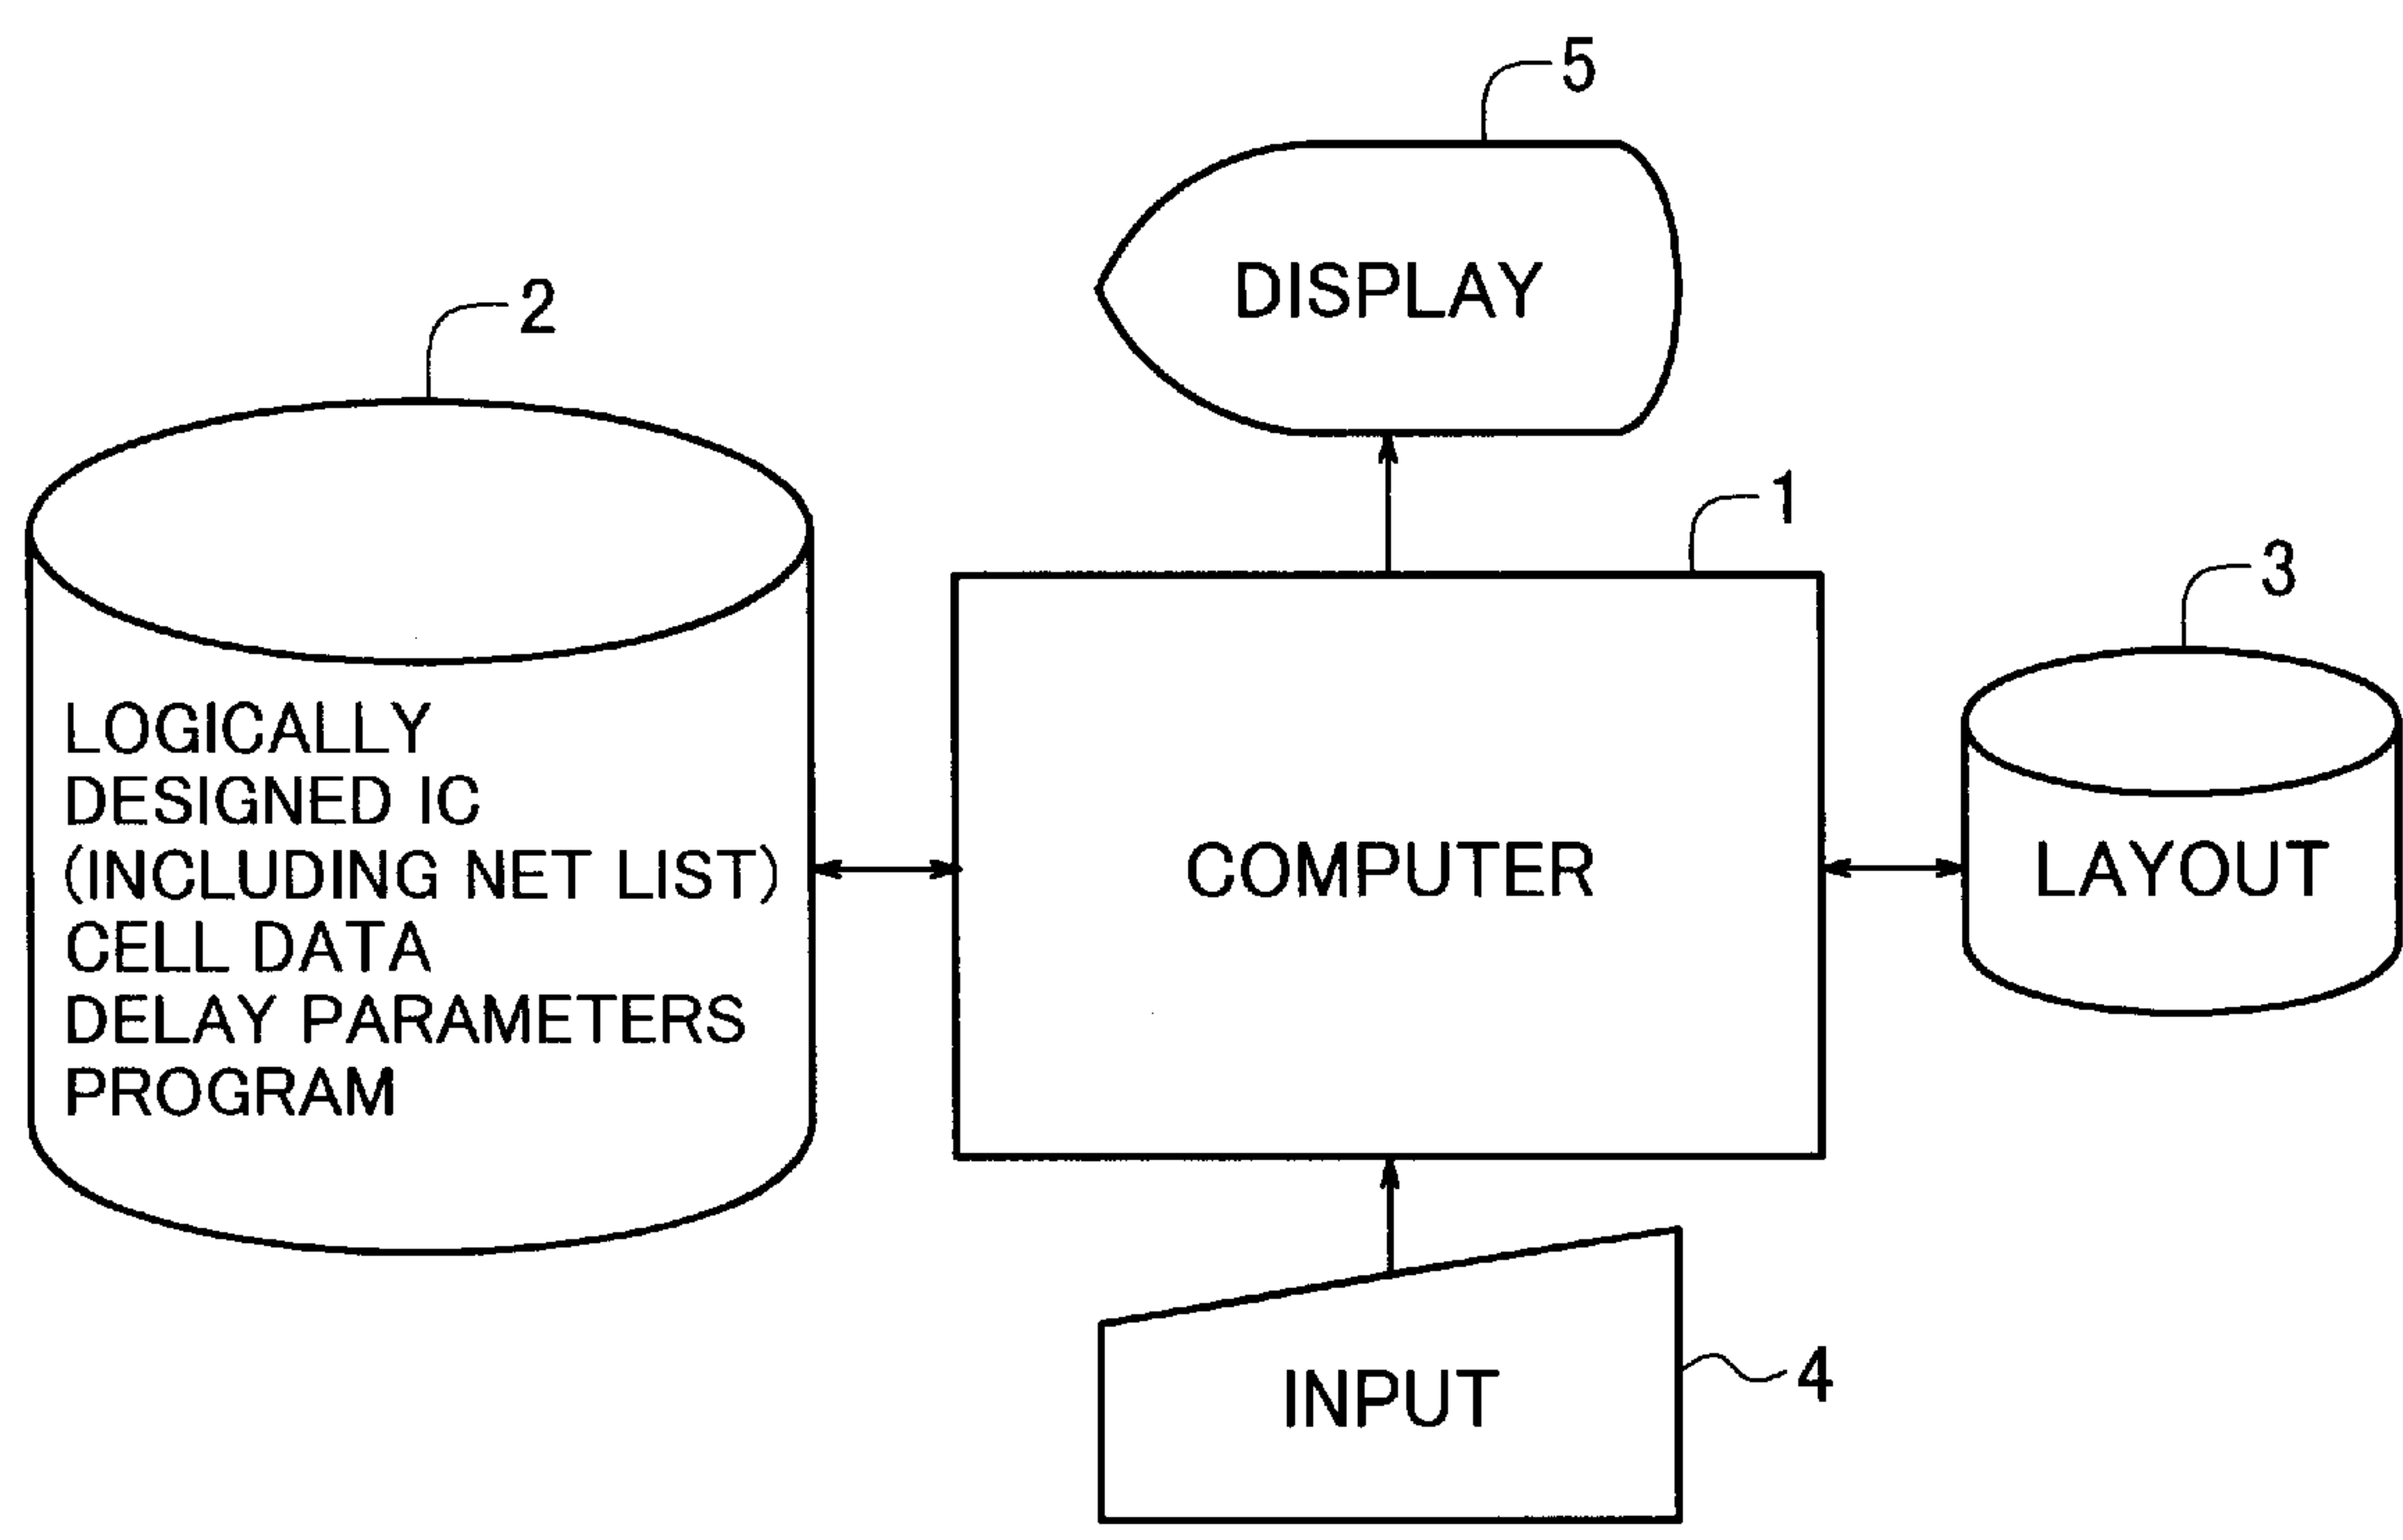 5
DISPLAY
2
1
3
LOGICALLY
DESIGNED IC
(INCLUDING NET LIST)
CELL DATA
DELAY PARAMETERS
PROGRAM
COMPUTER
LAYOUT
INPUT
4